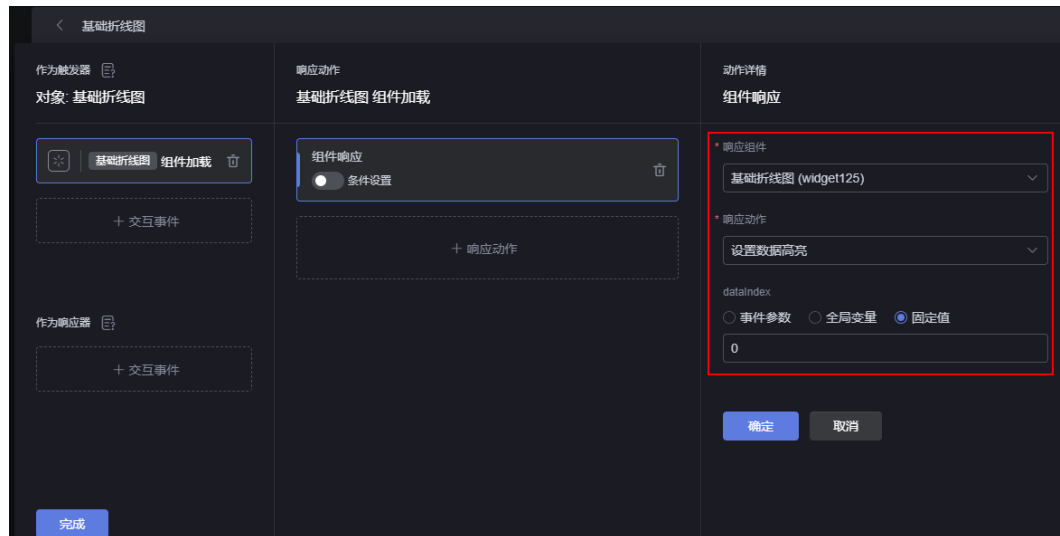 基础折线图
作为触发器
对象: 基础折线图
基础折线图 组件加载
+ 交互事件
作为响应器
+ 交互事件
完成
响应动作
基础折线图 组件加载
组件响应
条件设置
+ 响应动作
动作详情
组件响应
* 响应组件
基础折线图 (widget125)
* 响应动作
设置数据高亮
dataIndex
事件参数 全局变量 固定值
0
确定 取消